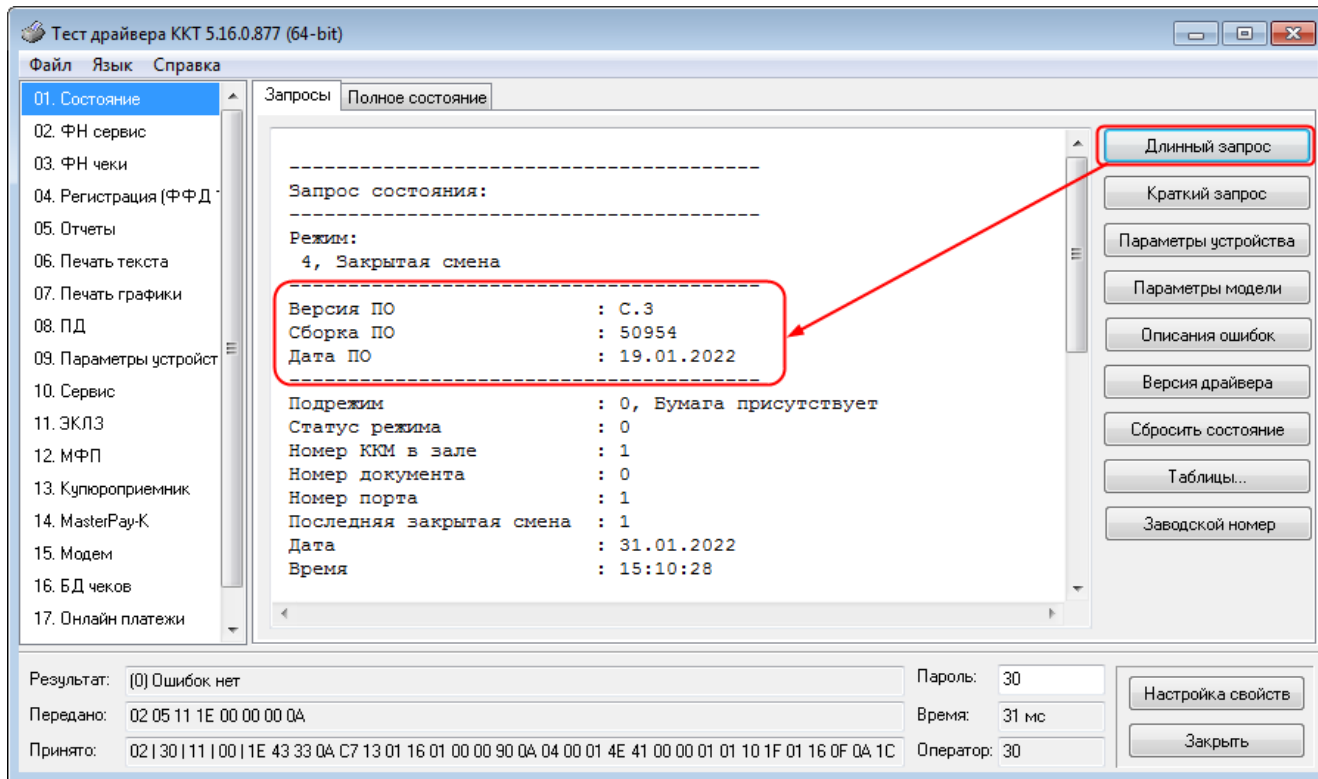 Тест драйвера ККТ 5.16.0.877 (64-bit)
Файл Язык Справка
01. Состояние
02. ФН сервис
03. ФН чеки
04. Регистрация (ФФД
05. Отчеты
06. Печать текста
07. Печать графики
08. ПД
09. Параметры устройст
10. Сервис
11. ЭКЛЗ
12. МФП
13. Купюроприемник
14. MasterPay-K
15. Модем
16. БД чеков
17. Онлайн платежи
Запросы Полное состояние
----------------------------------------
Запрос состояния:
----------------------------------------
Режим:
4, Закрытая смена
----------------------------------------
Версия ПО : C.3
Сборка ПО : 50954
Дата ПО : 19.01.2022
----------------------------------------
Подрежим : 0, Бумага присутствует
Статус режима : 0
Номер ККМ в зале : 1
Номер документа : 0
Номер порта : 1
Последняя закрытая смена : 1
Дата : 31.01.2022
Время : 15:10:28
Длинный запрос
Краткий запрос
Параметры устройства
Параметры модели
Описания ошибок
Версия драйвера
Сбросить состояние
Таблицы...
Заводской номер
Результат: (0) Ошибок нет
Передано: 02 05 11 1E 00 00 00 0A
Принято: 02 | 30 | 11 | 00 | 1E 43 33 0A C7 13 01 16 01 00 00 90 0A 04 00 01 4E 41 00 00 01 01 10 1F 01 16 0F 0A 1C
Пароль: 30
Время: 31 мс
Оператор: 30
Настройка свойств
Закрыть